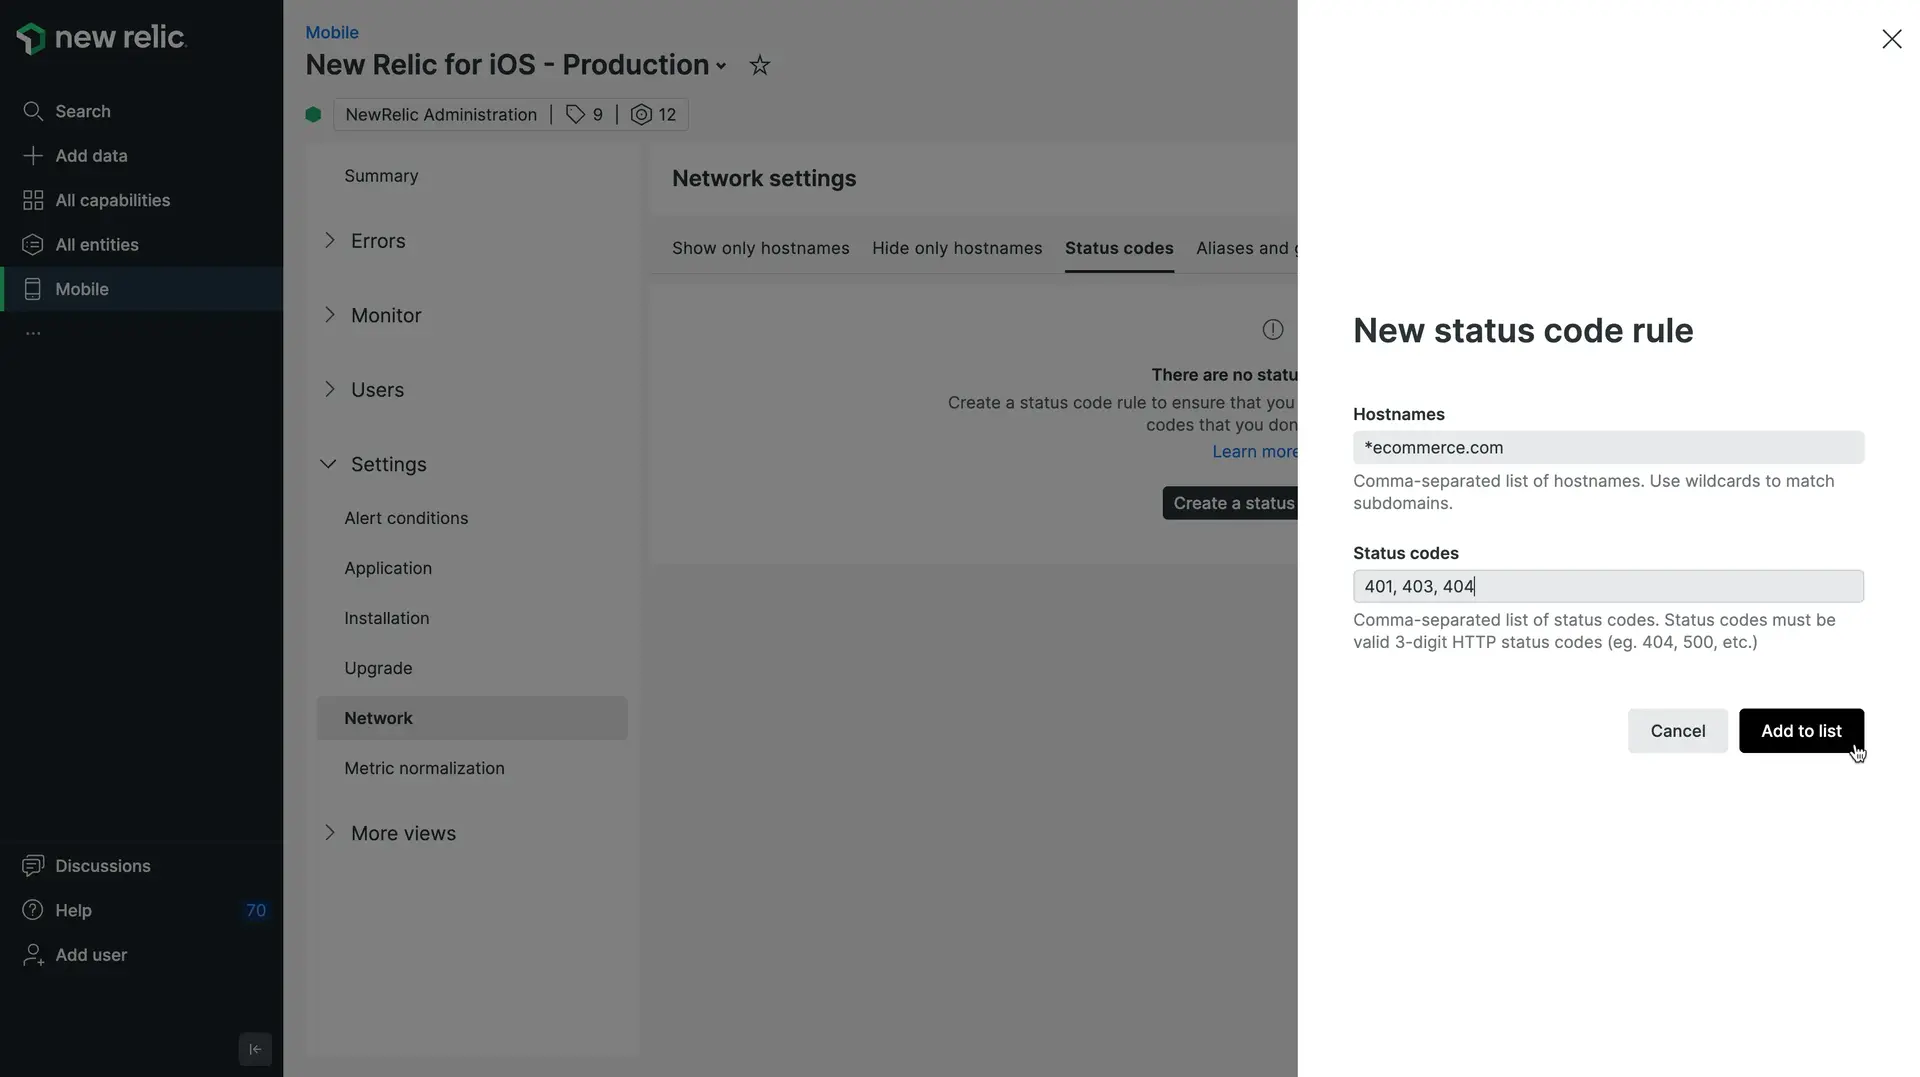 new relic
Search
Add data
All capabilities
All entities
Mobile
...
Discussions
Help 70
Add user
Mobile
New Relic for iOS - Production
NewRelic Administration | 9 | 12
Summary
Errors
Monitor
Users
Settings
Alert conditions
Application
Installation
Upgrade
Network
Metric normalization
More views
Network settings
Show only hostnames Hide only hostnames Status codes Aliases and g
There are no statu
Create a status code rule to ensure that you
codes that you don
Learn more
Create a status
New status code rule
Hostnames
*ecommerce.com
Comma-separated list of hostnames. Use wildcards to match
subdomains.
Status codes
401, 403, 404
Comma-separated list of status codes. Status codes must be
valid 3-digit HTTP status codes (eg. 404, 500, etc.)
Cancel Add to list